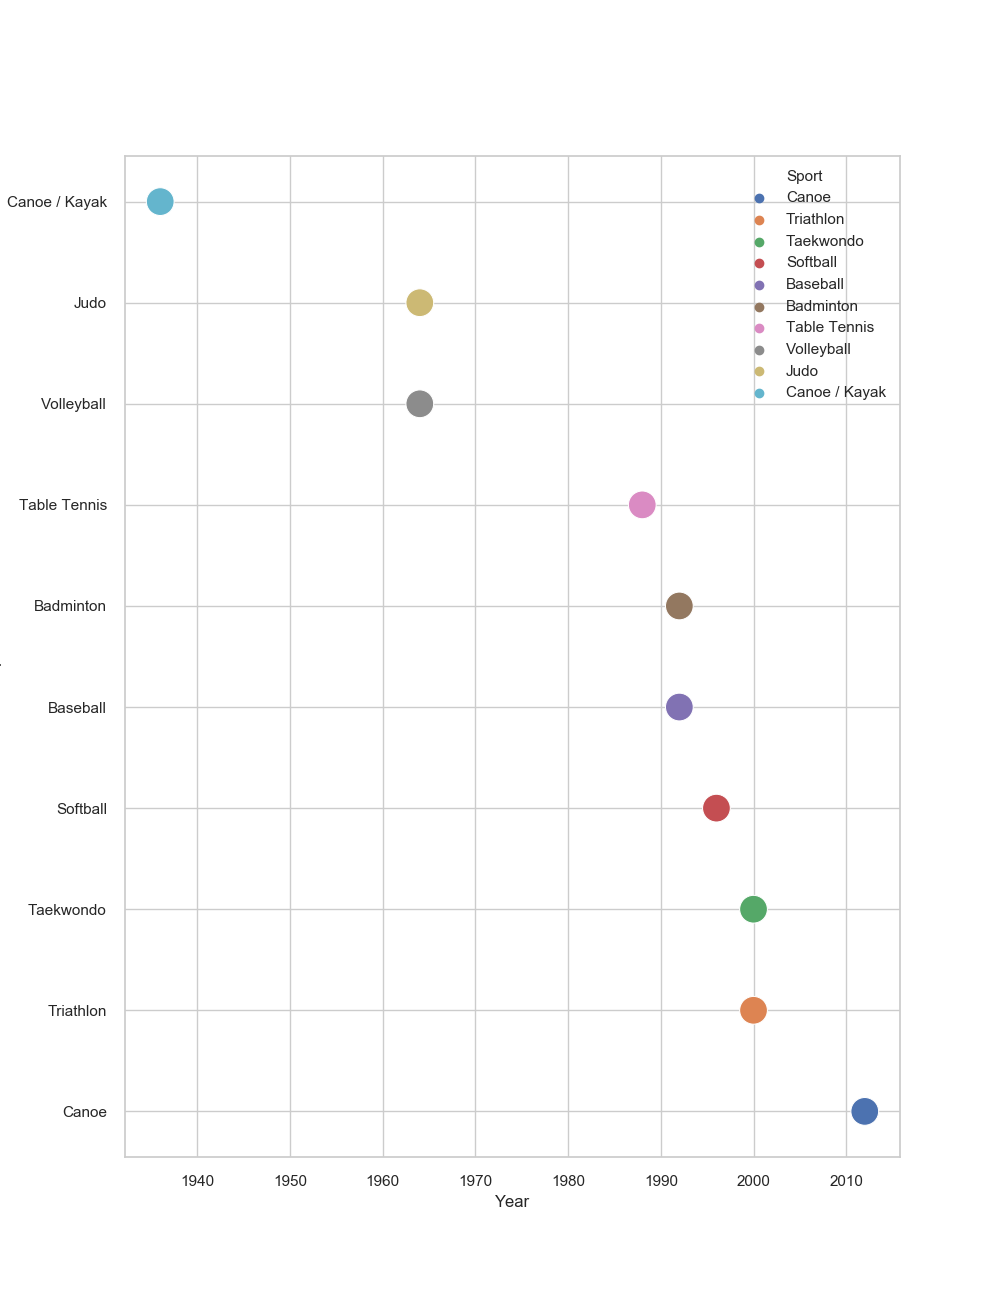 Canoe / Kayak
Judo
Volleyball
Table Tennis
Badminton
Baseball
Softball
Taekwondo
Triathlon
Canoe
Sport
Canoe
Triathlon
Taekwondo
Softball
Baseball
Badminton
Table Tennis
Volleyball
Judo
Canoe / Kayak
1940 1950 1960 1970 1980 1990 2000 2010
Year